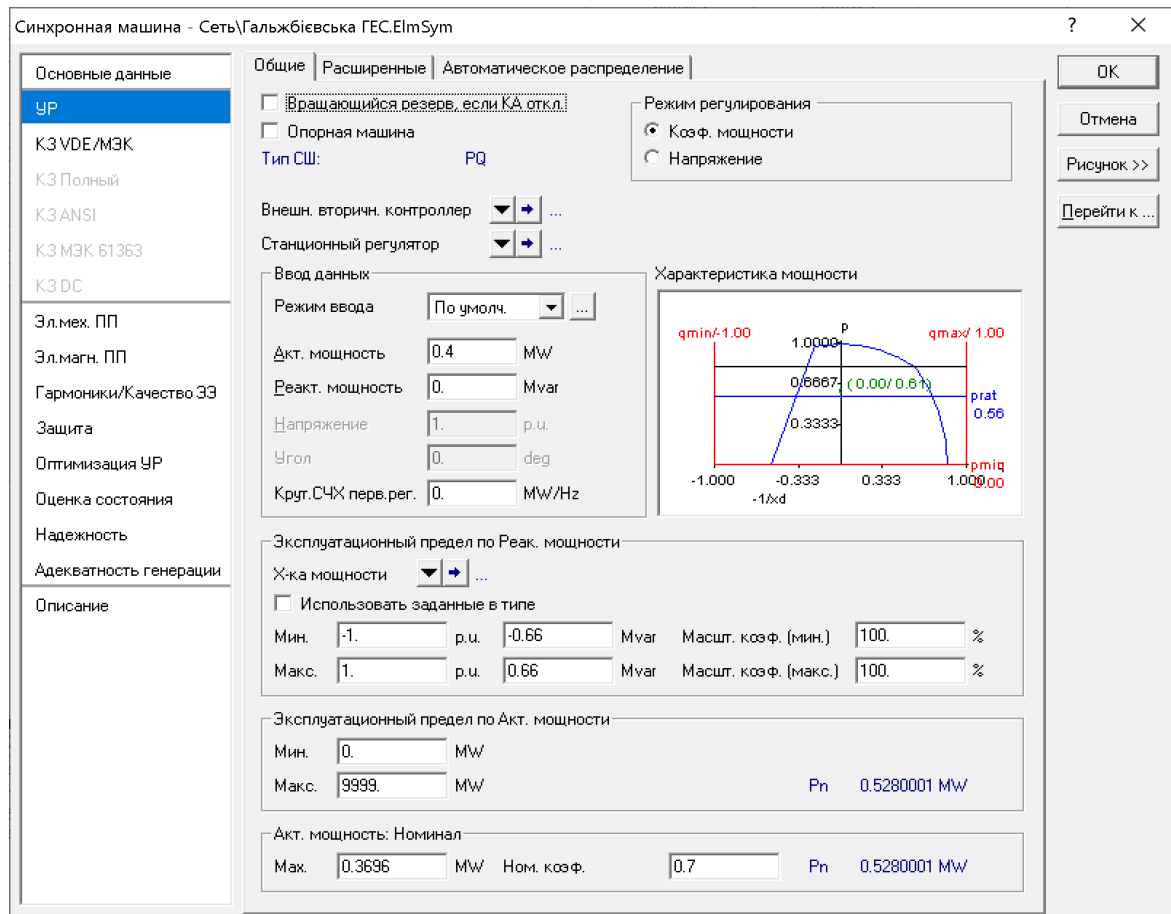 Синхронная машина - Сеть\Гальжбієвська ГЕС.ElmSym ?
Основные данные
УР
КЗ VDE/МЭК
КЗ Полный
КЗ ANSI
КЗ МЭК 61363
КЗ DC
Эл.мех. ПП
Эл.магн. ПП
Гармоники/Качество ЭЭ
Защита
Оптимизация УР
Оценка состояния
Надежность
Адекватность генерации
Описание
Общие Расширенные Автоматическое распределение
Вращающийся резерв, если КА откл.
Опорная машина
Тип СШ: PQ
Режим регулирования
Коэф. мощности
Напряжение
Внешн. вторичн. контроллер ...
Станционный регулятор ...
Ввод данных
Режим ввода По умолч. ...
Акт. мощность 0.4 MW
Реакт. мощность 0. Mvar
Напряжение 1. p.u.
Угол 0. deg
Крут.СЧХ перв.рег. 0. MW/Hz
Характеристика мощности
qmin/-1.00 p qmax/ 1.00
1.0000
0.6667 ( 0.00/ 0.61)
prat
0.56
0.3333
pmin
0.00
-1.000 -0.333 0.333 1.000
-1/xd
Эксплуатационный предел по Реак. мощности
Х-ка мощности ...
Использовать заданные в типе
Мин. -1. p.u. -0.66 Mvar Масшт. коэф. (мин.) 100. %
Макс. 1. p.u. 0.66 Mvar Масшт. коэф. (макс.) 100. %
Эксплуатационный предел по Акт. мощности
Мин. 0. MW
Макс. 9999. MW Pn 0.5280001 MW
Акт. мощность: Номинал
Max. 0.3696 MW Ном. коэф. 0.7 Pn 0.5280001 MW
OK
Отмена
Рисунок >>
Перейти к ...